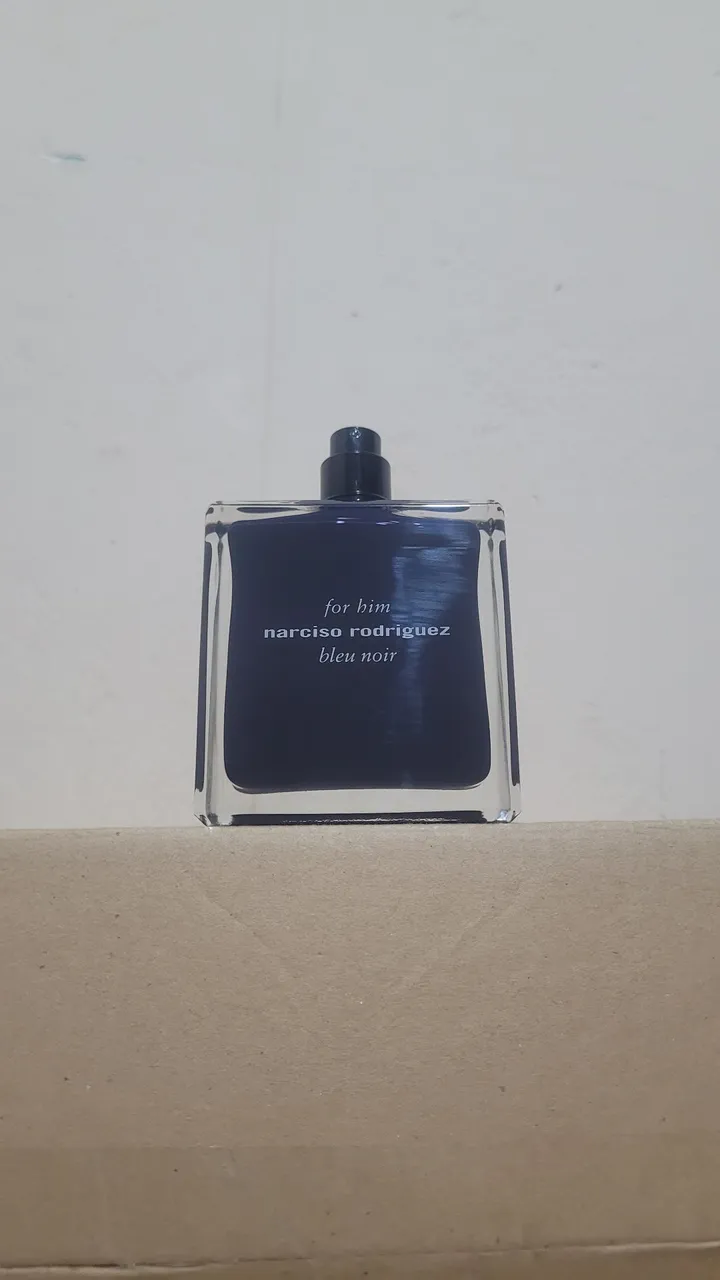 for him
narciso rodriguez
bleu noir